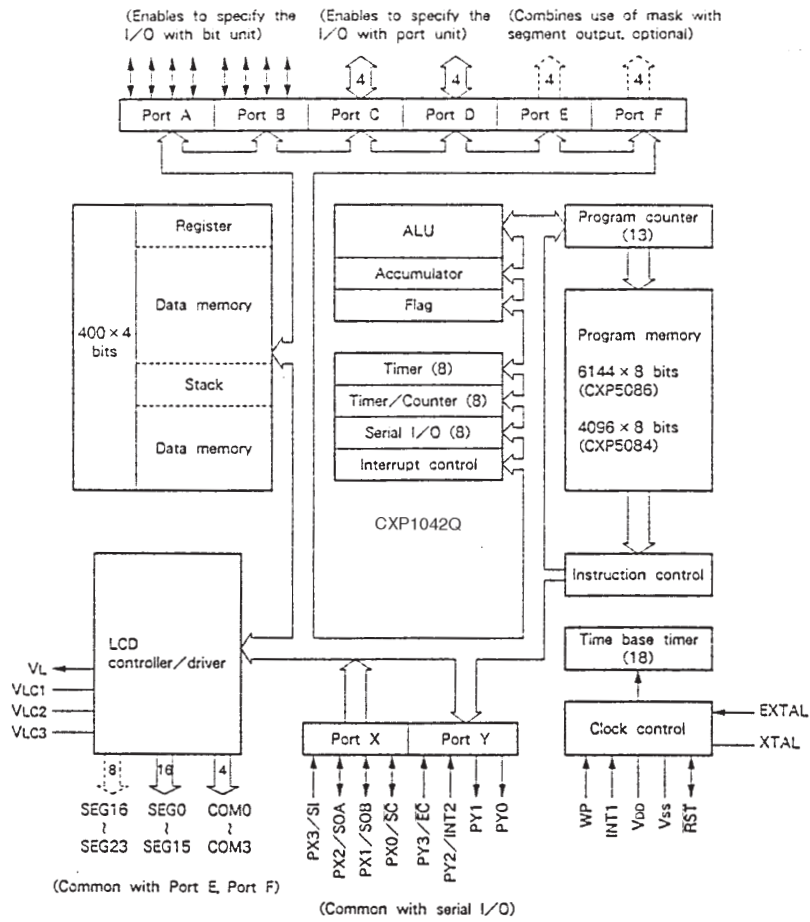 (Enables to specify the
I/O with bit unit)
(Enables to specify the
I/O with port unit)
(Combines use of mask with
segment output, optional)
4
4
4
4
Port A
Port B
Port C
Port D
Port E
Port F
400 × 4
bits
Register
Data memory
Stack
Data memory
ALU
Accumulator
Flag
Timer (8)
Timer/Counter (8)
Serial I/O (8)
Interrupt control
CXP1042Q
Program counter
(13)
Program memory
6144 × 8 bits
(CXP5086)
4096 × 8 bits
(CXP5084)
Instruction control
Time base timer
(18)
Clock control
EXTAL
XTAL
WP
INT1
VDD
VSS
RST
LCD
controller/driver
VL
VLC1
VLC2
VLC3
8
16
4
SEG16
~
SEG23
SEG0
~
SEG15
COM0
~
COM3
(Common with Port E, Port F)
Port X
Port Y
PX3/SI
PX2/SOA
PX1/SOB
PX0/SC
PY3/EC
PY2/INT2
PY1
PY0
(Common with serial I/O)